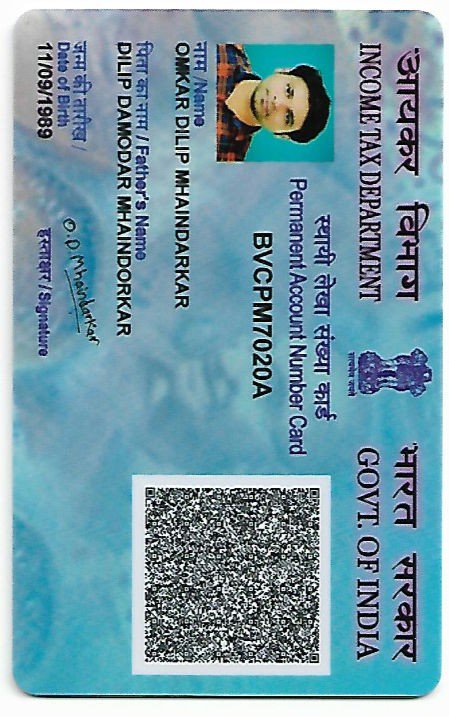 आयकर विभाग
INCOME TAX DEPARTMENT
सत्यमेव जयते
भारत सरकार
GOVT. OF INDIA
स्थायी लेखा संख्या कार्ड
Permanent Account Number Card
BVCPM7020A
नाम /Name
OMKAR DILIP MHAINDARKAR
पिता का नाम / Father's Name
DILIP DAMODAR MHAINDORKAR
जन्म की तारीख /
Date of Birth
11/09/1989
O.D.Mhaindarkar
हस्ताक्षर / Signature